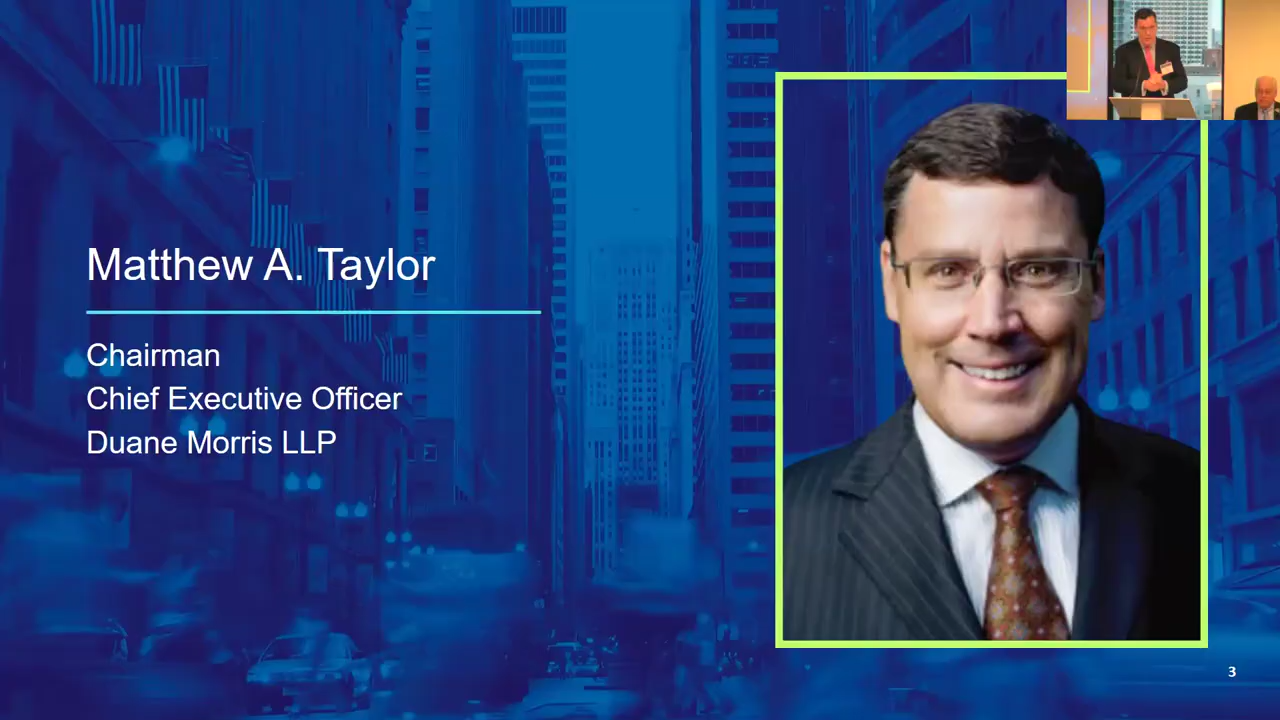 Matthew A. Taylor
Chairman
Chief Executive Officer
Duane Morris LLP
3